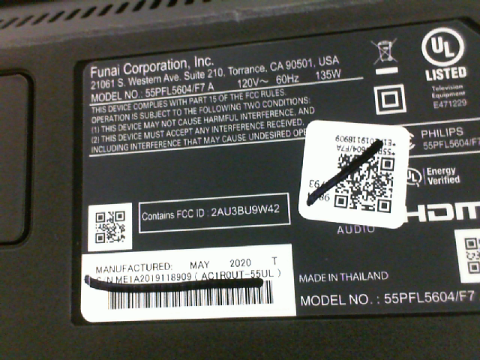 Funai Corporation, Inc.
21061 S. Western Ave. Suite 210, Torrance, CA 90501, USA
MODEL NO.: 55PFL5604/F7 A 120V~ 60Hz 135W
THIS DEVICE COMPLIES WITH PART 15 OF THE FCC RULES.
OPERATION IS SUBJECT TO THE FOLLOWING TWO CONDITIONS;
(1) THIS DEVICE MAY NOT CAUSE HARMFUL INTERFERENCE, AND
(2) THIS DEVICE MUST ACCEPT ANY INTERFERENCE RECEIVED,
INCLUDING INTERFERENCE THAT MAY CAUSE UNDESIRED OPE
UL
LISTED
Television
Equipment
E471229
PHILIPS
55PFL5604/F7
Energy
Verified
HDMI
AUDIO
Contains FCC ID : 2AU3BU9W42
MANUFACTURED: MAY 2020 T
ME1A2019118909 ( AC1R0UT-55UL )
MADE IN THAILAND
MODEL NO. : 55PFL5604/F7